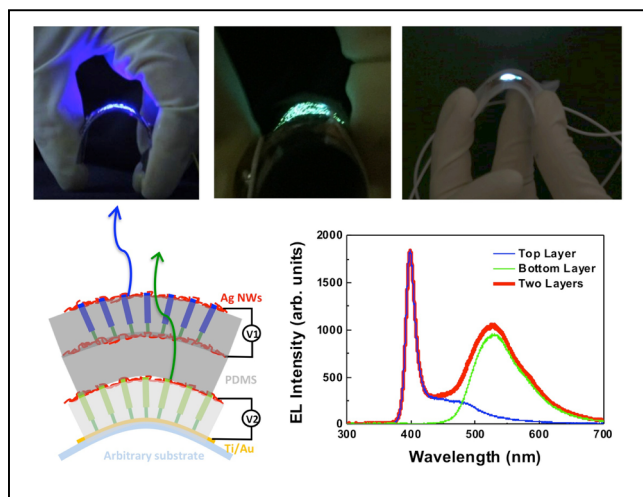 Ag NWs
V1
PDMS
V2
Ti/Au
Arbitrary substrate
EL Intensity (arb. units)
2000
1500
1000
500
0
Top Layer
Bottom Layer
Two Layers
300
400
500
600
700
Wavelength (nm)